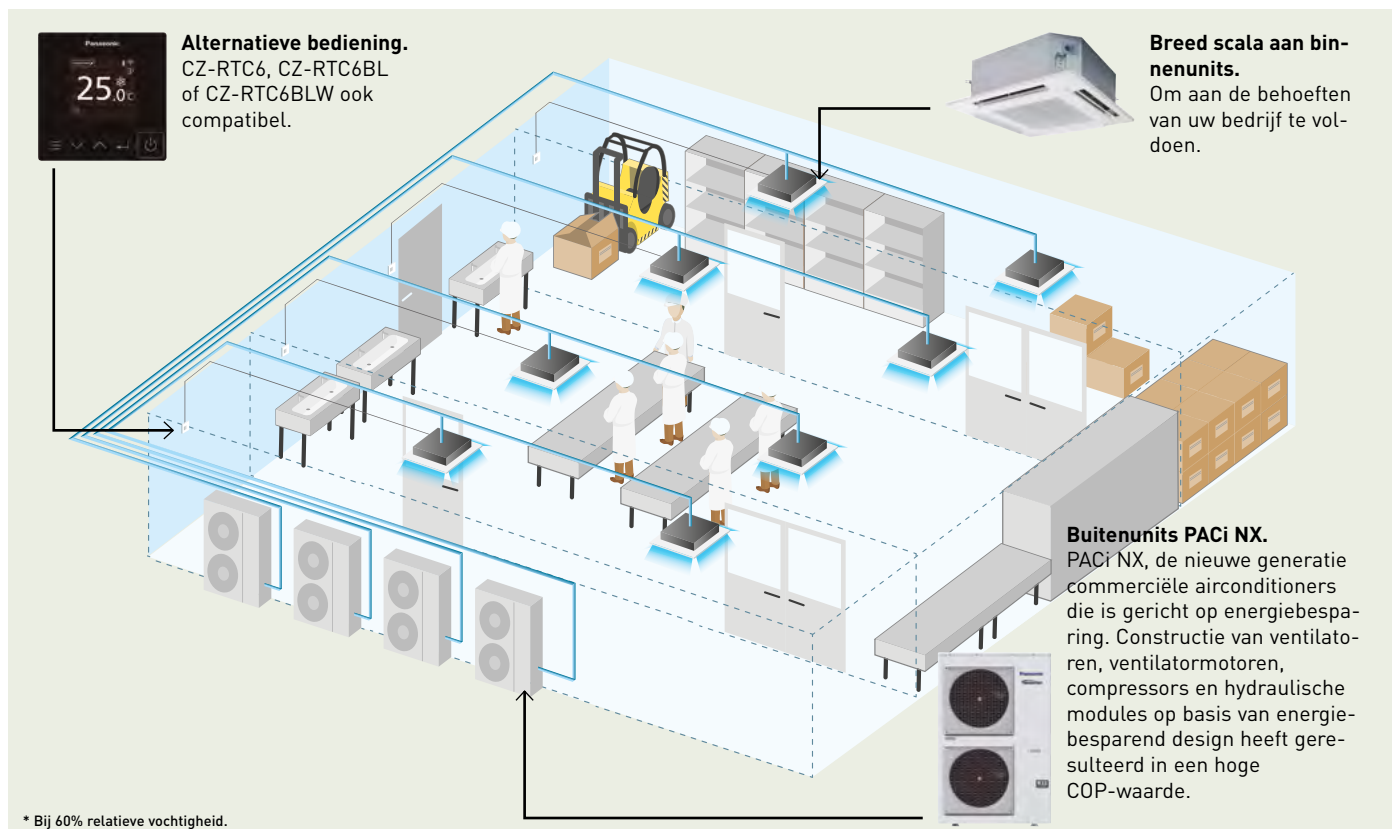 Panasonic
25.0°C
Alternatieve bediening.
CZ-RTC6, CZ-RTC6BL
of CZ-RTC6BLW ook
compatibel.
Breed scala aan bin-
nenunits.
Om aan de behoeften
van uw bedrijf te vol-
doen.
Buitenunits PACi NX.
PACi NX, de nieuwe generatie
commerciële airconditioners
die is gericht op energiebespa-
ring. Constructie van ventilato-
ren, ventilatormotoren,
compressors en hydraulische
modules op basis van energie-
besparend design heeft gere-
sulteerd in een hoge
COP-waarde.
Panasonic
* Bij 60% relatieve vochtigheid.